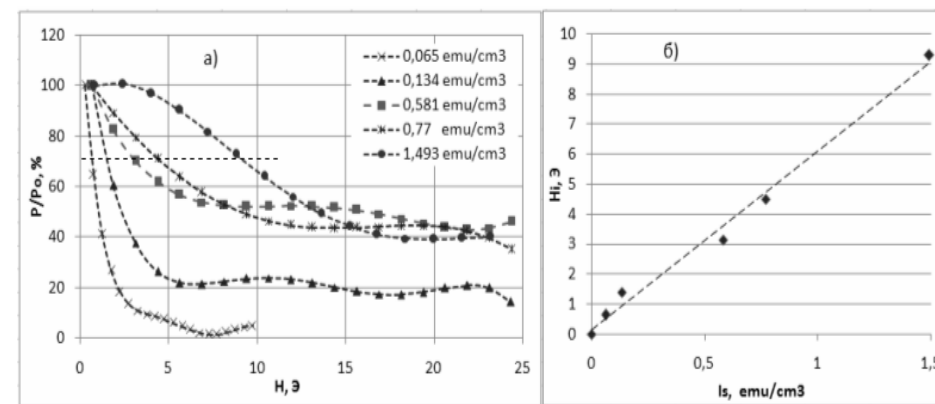 а)
120
100
80
60
40
20
0
P/Po, %
0
5
10
15
20
25
Н, Э
0,065 emu/cm3
0,134 emu/cm3
0,581 emu/cm3
0,77 emu/cm3
1,493 emu/cm3
б)
10
9
8
7
6
5
4
3
2
1
0
Hi, Э
0
0,5
1
1,5
Is, emu/cm3